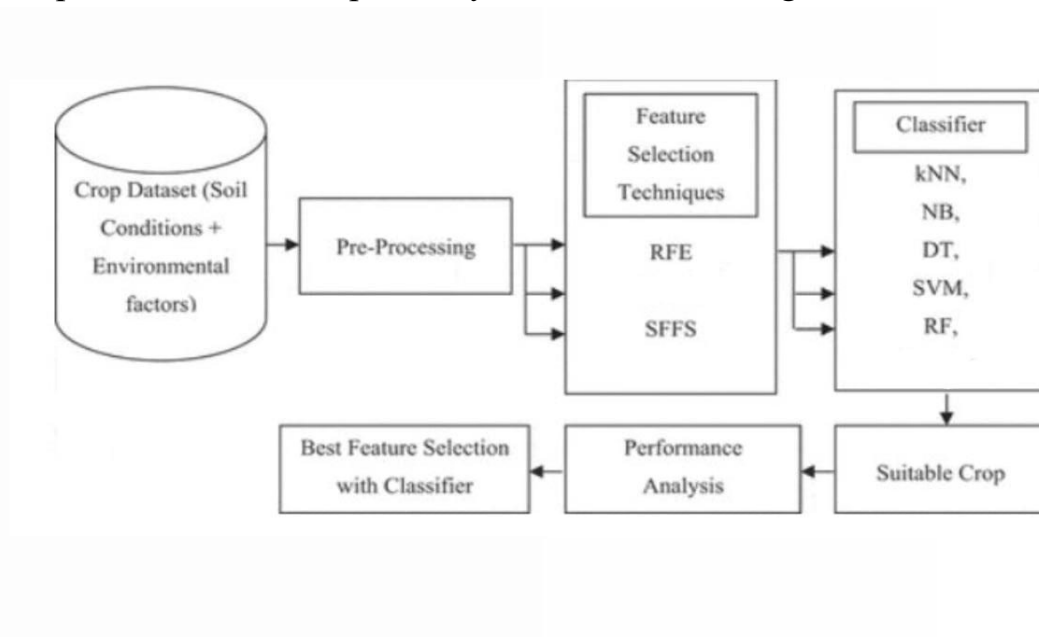 Crop Dataset (Soil
Conditions +
Environmental
factors)
Pre-Processing
Feature
Selection
Techniques
RFE
SFFS
Classifier
kNN,
NB,
DT,
SVM,
RF,
Suitable Crop
Performance
Analysis
Best Feature Selection
with Classifier